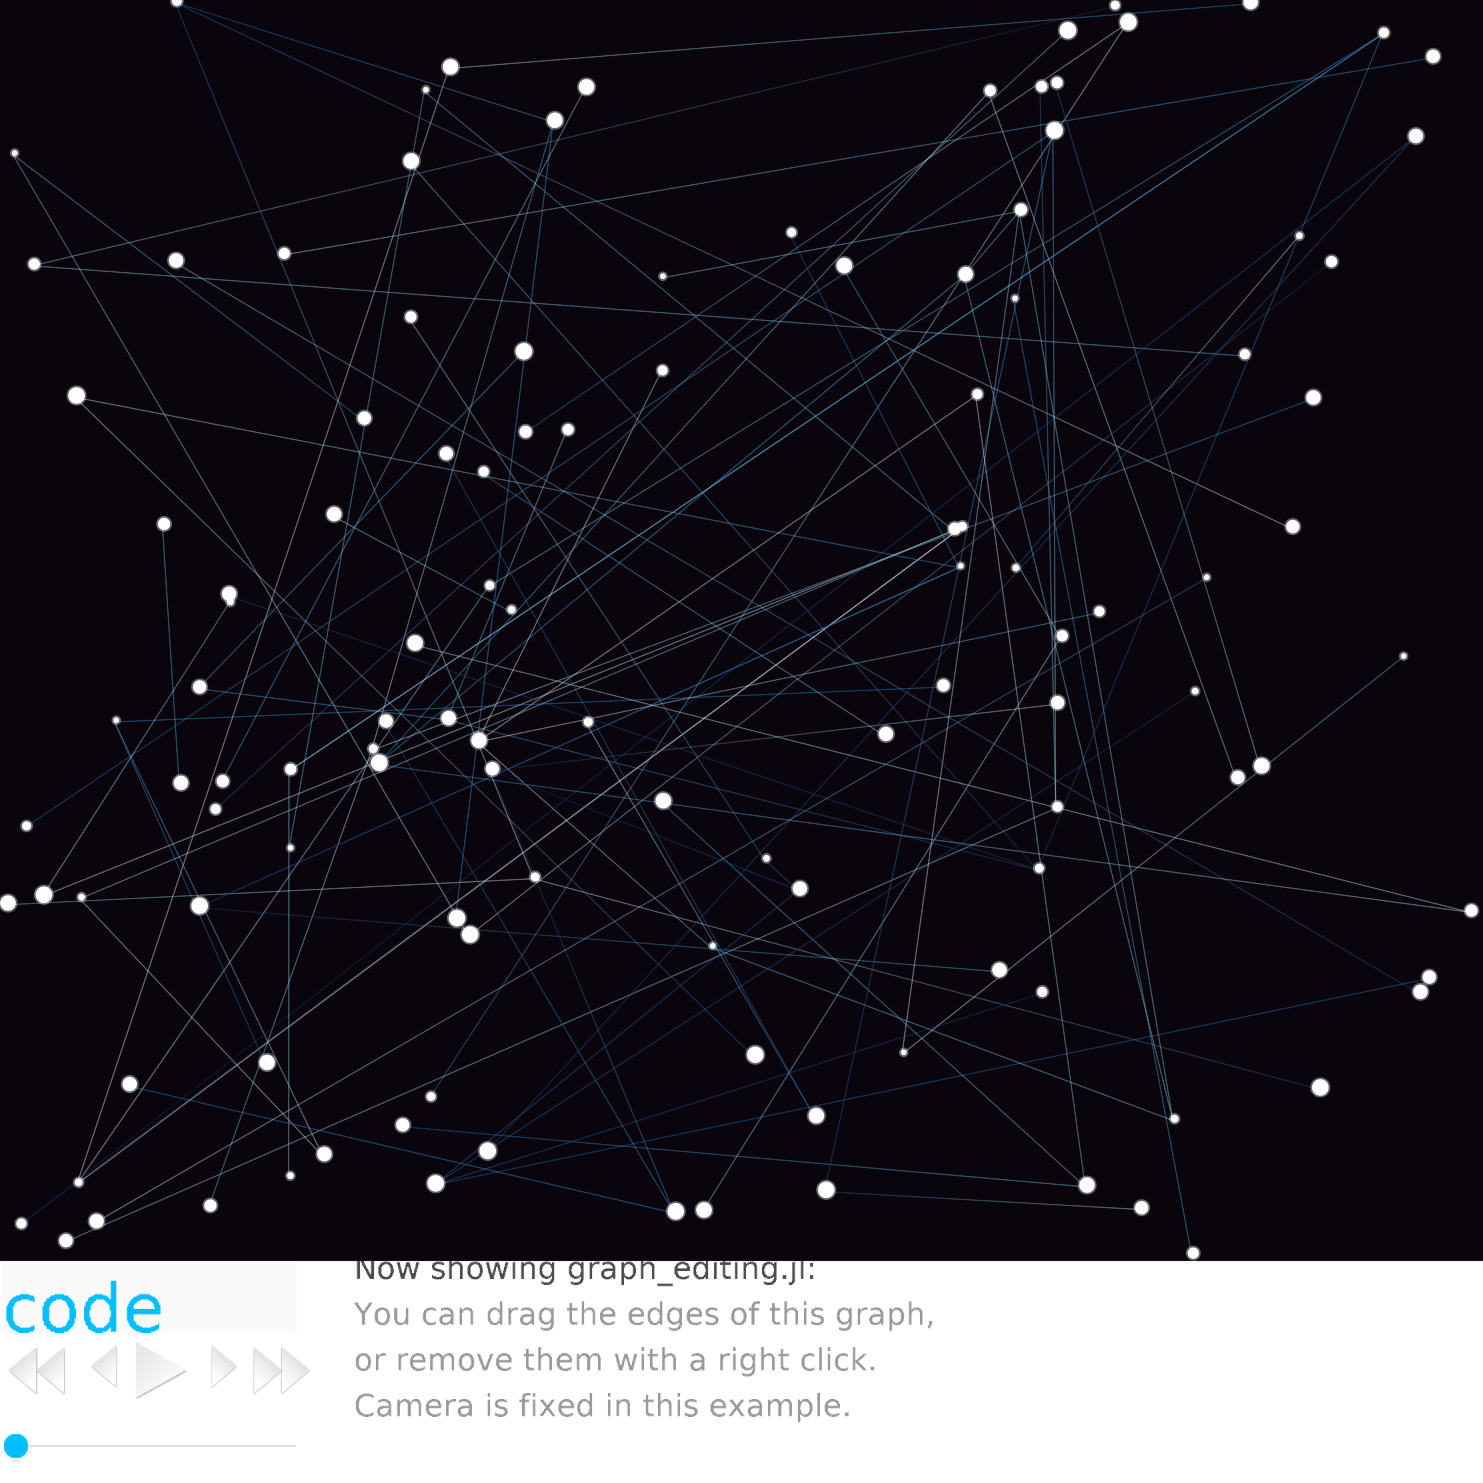 Now showing graph_editing.jl:
code
You can drag the edges of this graph,
or remove them with a right click.
Camera is fixed in this example.